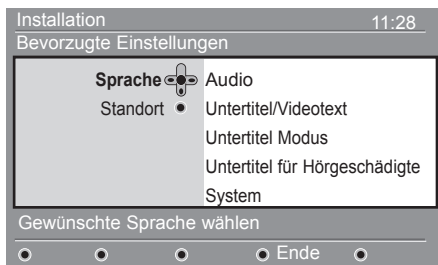 Installation 11:28
Bevorzugte Einstellungen
Sprache Audio
Standort Untertitel/Videotext
Untertitel Modus
Untertitel für Hörgeschädigte
System
Gewünschte Sprache wählen
Ende